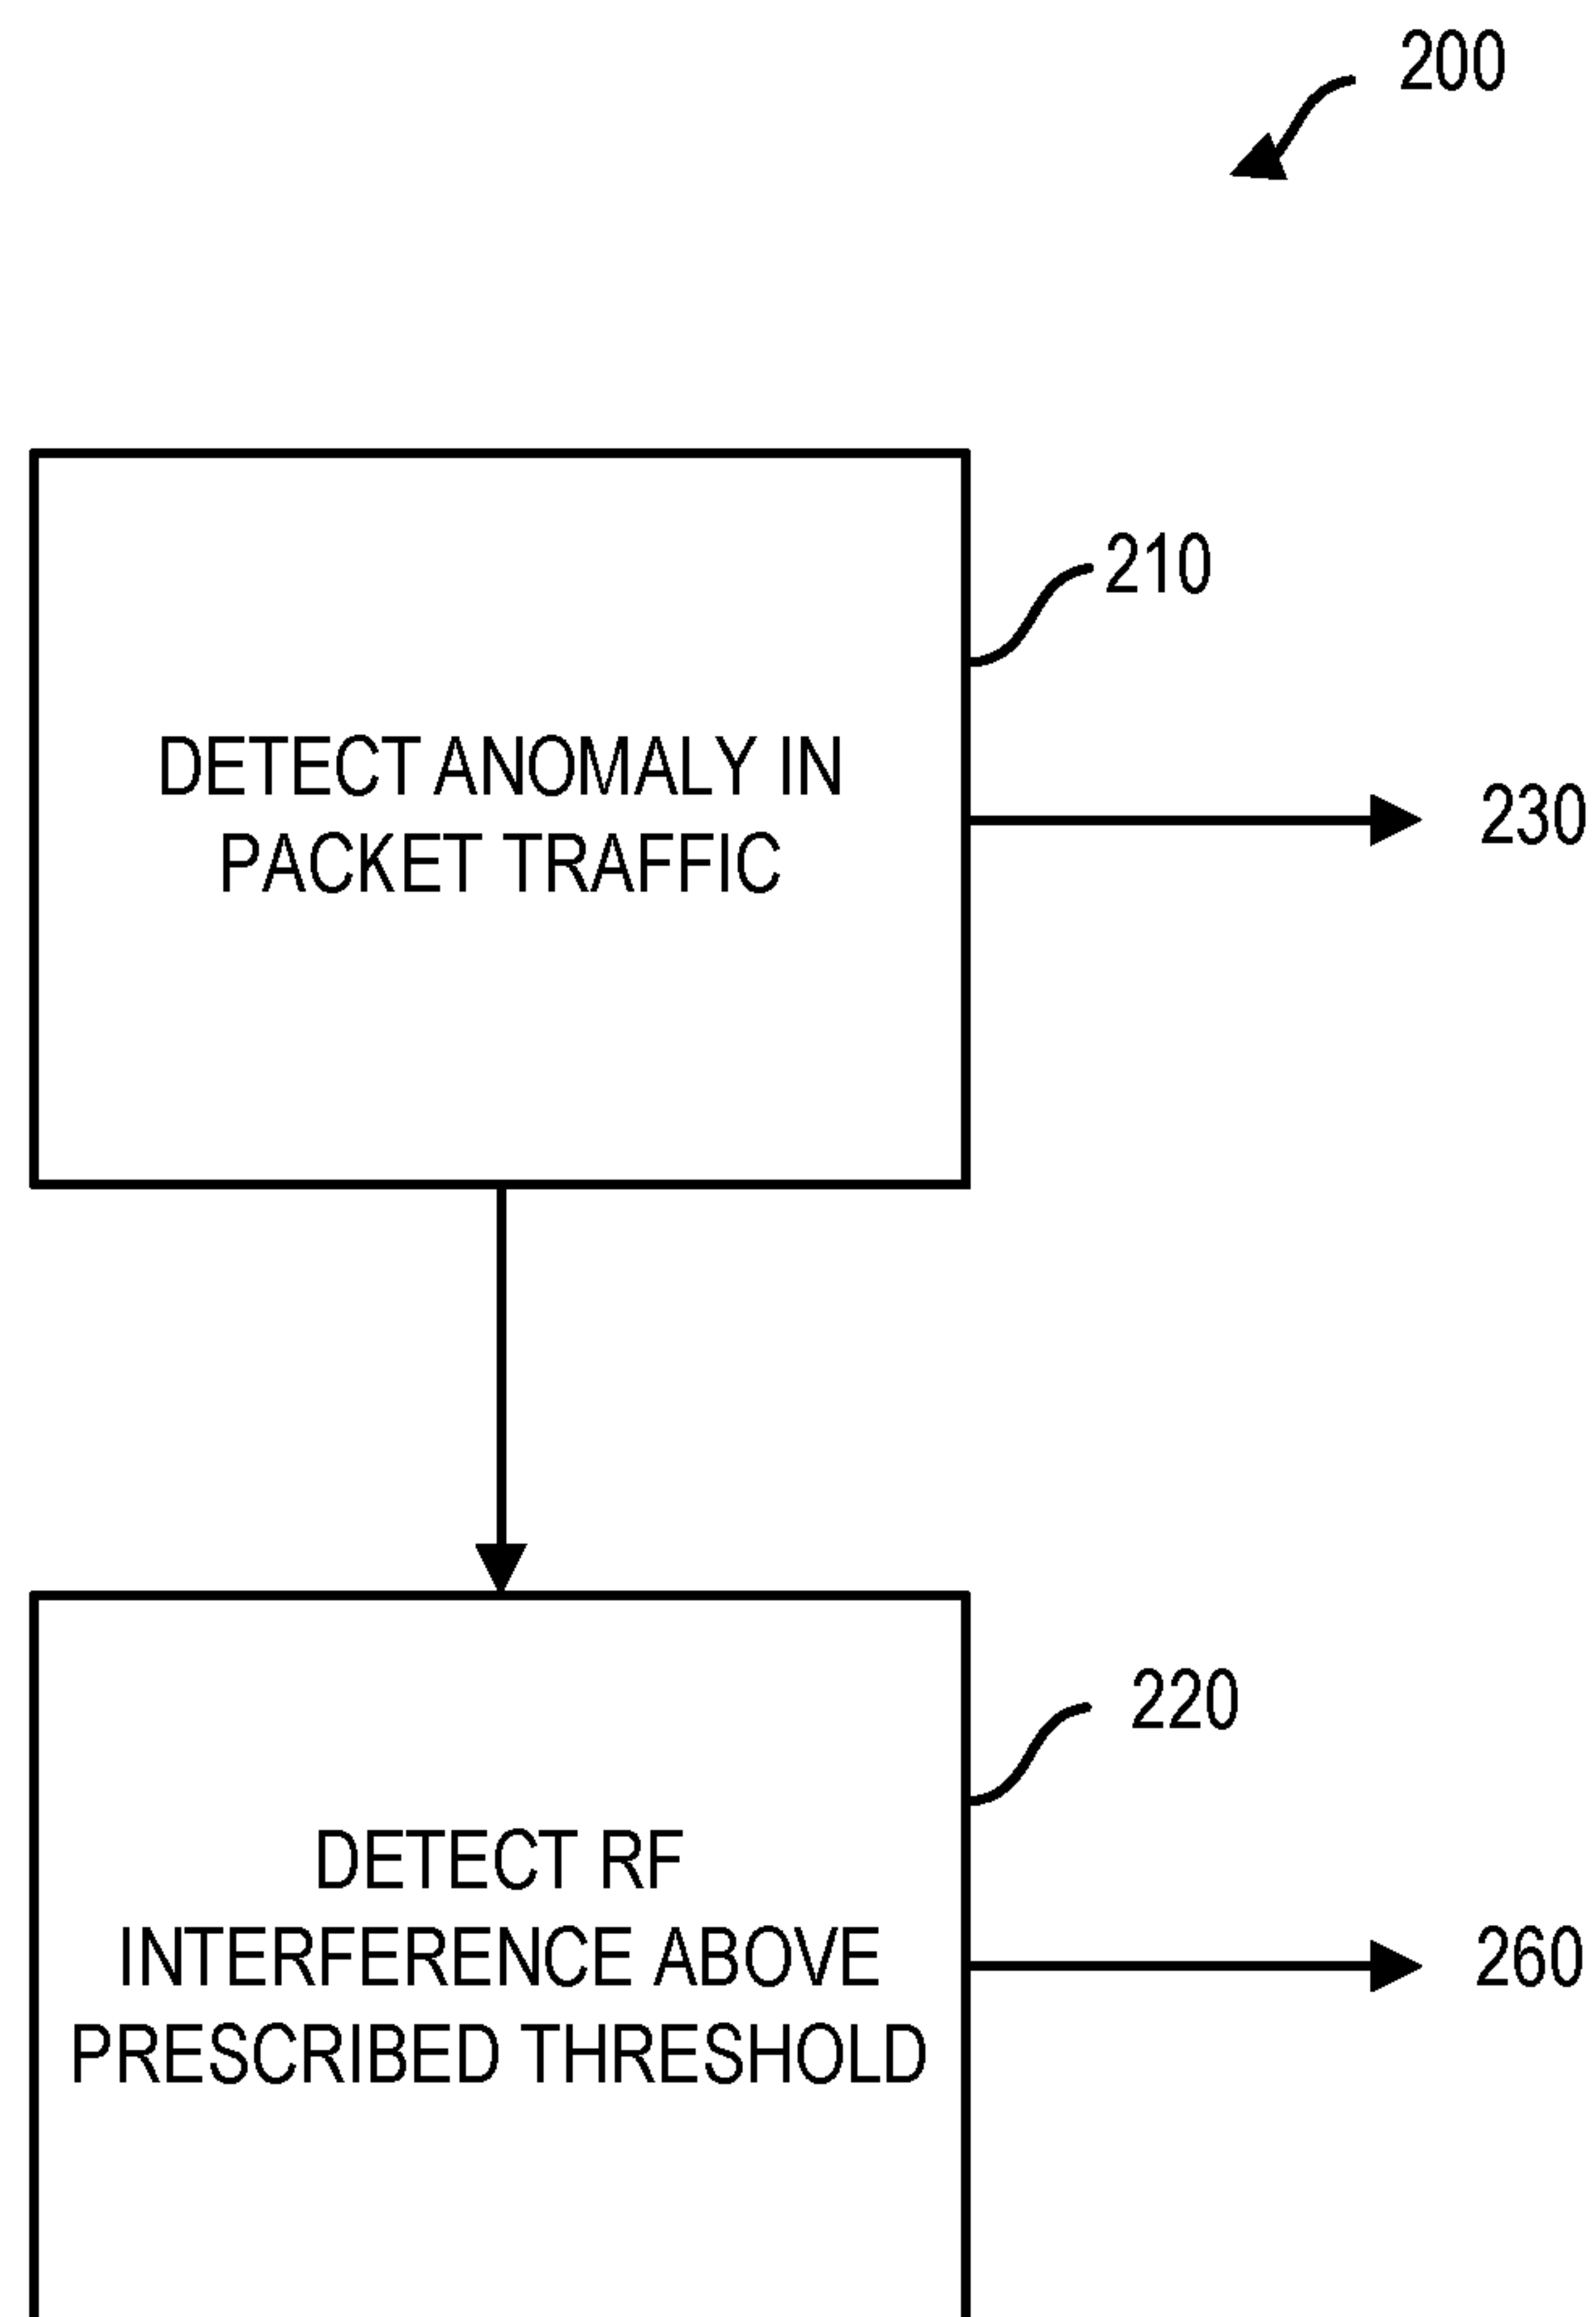 200
210
DETECT ANOMALY IN
PACKET TRAFFIC
230
220
DETECT RF
INTERFERENCE ABOVE
PRESCRIBED THRESHOLD
260